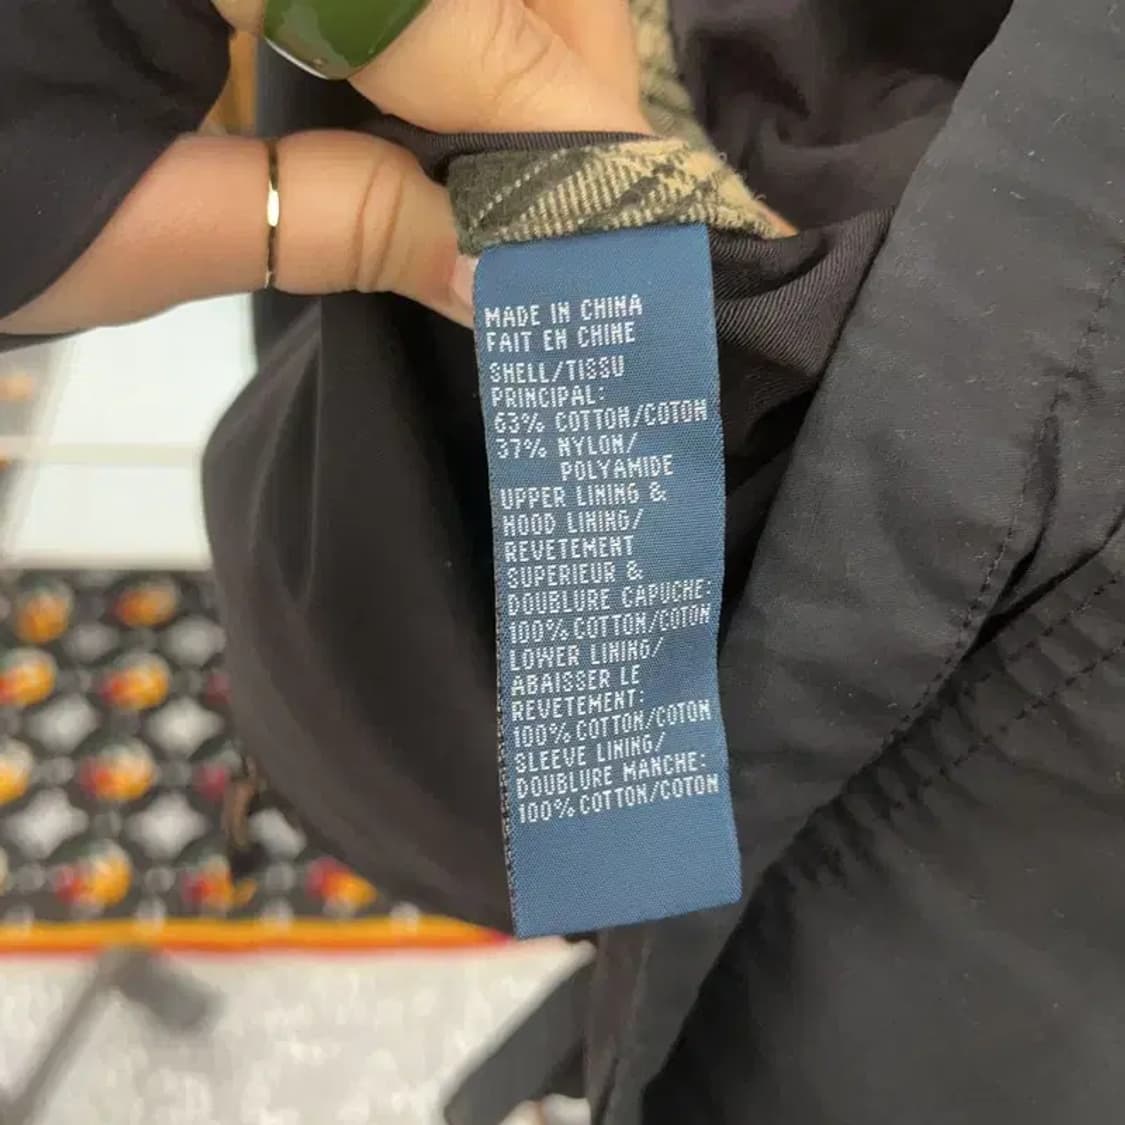 MADE IN CHINA
FAIT EN CHINE
SHELL/TISSU
PRINCIPAL:
63% COTTON/COTON
37% NYLON/
POLYAMIDE
UPPER LINING &
HOOD LINING/
REVETEMENT
SUPERIEUR &
DOUBLURE CAPUCHE:
100% COTTON/COTON
LOWER LINING/
ABAISSER LE
REVETEMENT:
100% COTTON/COTON
SLEEVE LINING/
DOUBLURE MANCHE:
100% COTTON/COTON